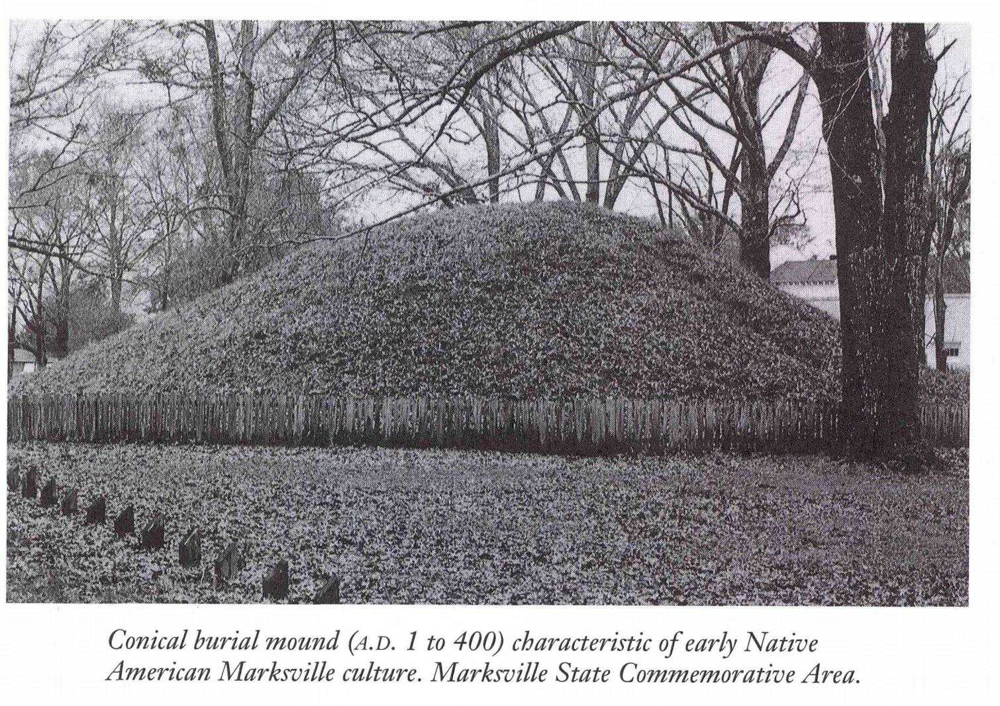 Conical burial mound (A.D. 1 to 400) characteristic of early Native
American Marksville culture. Marksville State Commemorative Area.